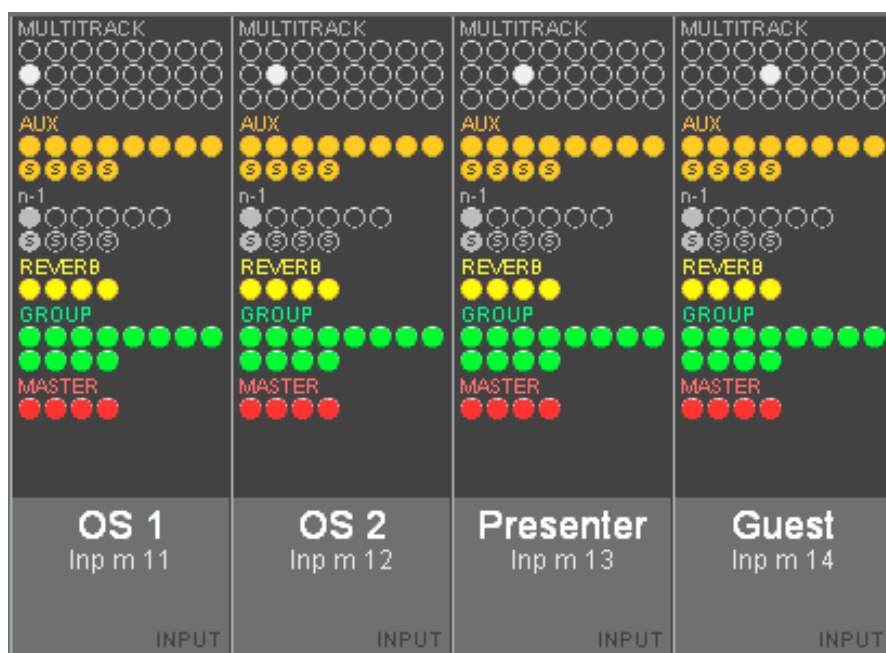 MULTITRACK
AUX
S S S S
n-1
S S S S
REVERB
GROUP
MASTER
OS 1
Inp m 11
INPUT
MULTITRACK
AUX
S S S S
n-1
S S S S
REVERB
GROUP
MASTER
OS 2
Inp m 12
INPUT
MULTITRACK
AUX
S S S S
n-1
S S S S
REVERB
GROUP
MASTER
Presenter
Inp m 13
INPUT
MULTITRACK
AUX
S S S S
n-1
S S S S
REVERB
GROUP
MASTER
Guest
Inp m 14
INPUT